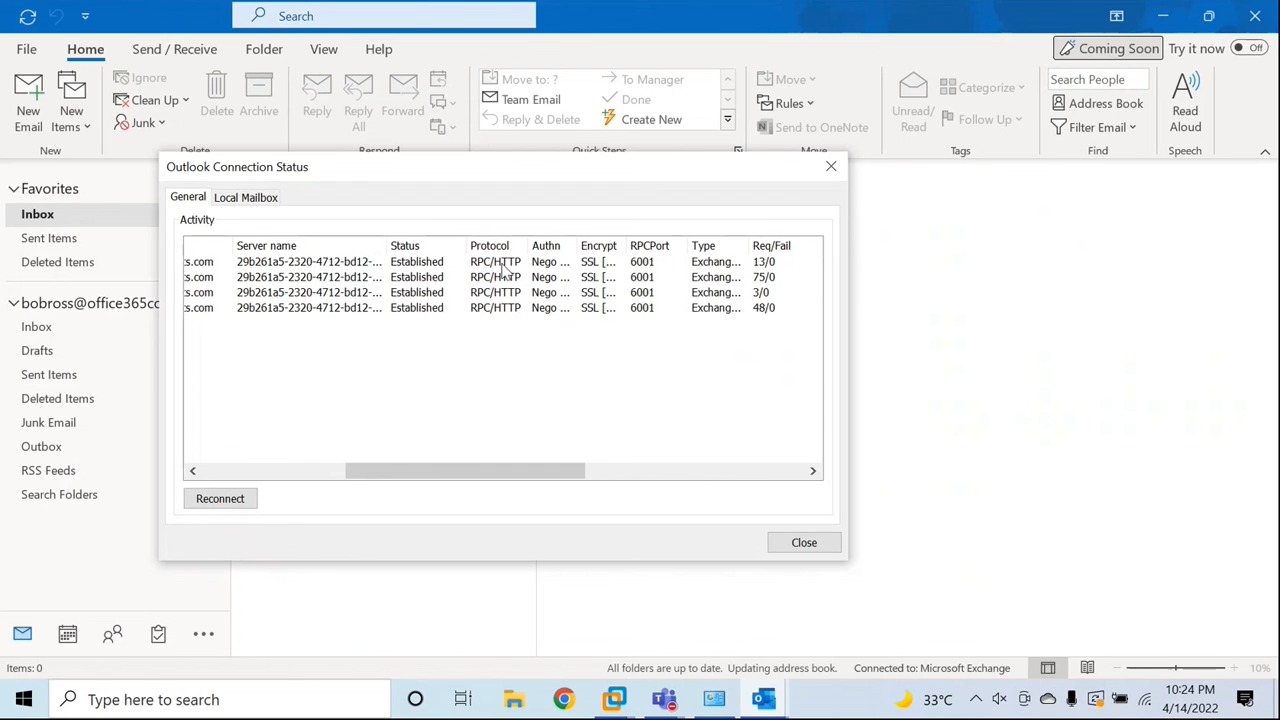 Search
File Home Send / Receive Folder View Help Coming Soon Try it now Off
New Email
New Items
Ignore
Clean Up
Junk
Delete
Archive
Reply
Reply All
Forward
Move to: ?
Team Email
Reply & Delete
To Manager
Done
Create New
Move
Rules
Send to OneNote
Unread/ Read
Categorize
Follow Up
Search People
Address Book
Filter Email
Read Aloud
New Delete Respond Quick Steps Move Tags Find Speech
Favorites
Inbox
Sent Items
Deleted Items
bobross@office365cc
Inbox
Drafts
Sent Items
Deleted Items
Junk Email
Outbox
RSS Feeds
Search Folders
Outlook Connection Status
General Local Mailbox
Activity
Server name Status Protocol Authn Encrypt RPCPort Type Req/Fail
:s.com 29b261a5-2320-4712-bd12-... Established RPC/HTTP Nego ... SSL [... 6001 Exchang... 13/0
:s.com 29b261a5-2320-4712-bd12-... Established RPC/HTTP Nego ... SSL [... 6001 Exchang... 75/0
:s.com 29b261a5-2320-4712-bd12-... Established RPC/HTTP Nego ... SSL [... 6001 Exchang... 3/0
:s.com 29b261a5-2320-4712-bd12-... Established RPC/HTTP Nego ... SSL [... 6001 Exchang... 48/0
Reconnect
Close
Items: 0 All folders are up to date. Updating address book. Connected to: Microsoft Exchange 10%
Type here to search 33°C 10:24 PM
4/14/2022